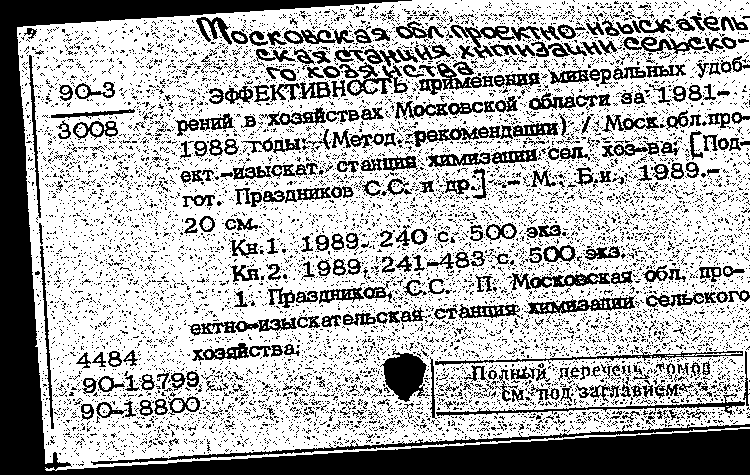 Московская обл. проектно-изыскатель
ская станция химизации сельско-
го хозяйства
90-3
3008
ЭФФЕКТИВНОСТЬ применения минеральных удоб-
рений в хозяйствах Московской области за 1981-
1988 годы: (Метод. рекомендации) / Моск.обл.про-
ект.-изыскат. станция химизации сел. хоз-ва; [Под-
гот. Праздников С.С. и др.] .- М.: Б.и., 1989.-
20 см.
Кн.1. 1989. 240 с. 500 экз.
Кн.2. 1989. 241-483 с. 500 экз.
1. Праздников, С.С. П. Московская обл. про-
ектно-изыскательская станция химизации сельского
хозяйства.
4484
90-18799
90-18800
Полный перечень томов
см. под заглавием